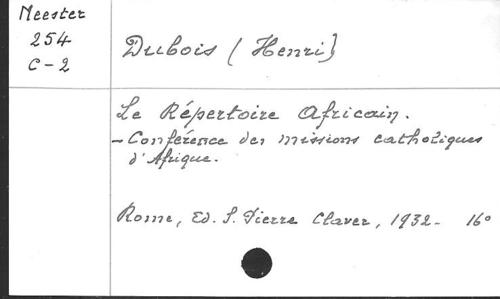 Meester
254
C-2
Dubois (Henri)
Le Répertoire Africain.
- Conférence des missions catholiques
d'Afrique.
Rome, Ed. S. Pierre Claver, 1932- 16°